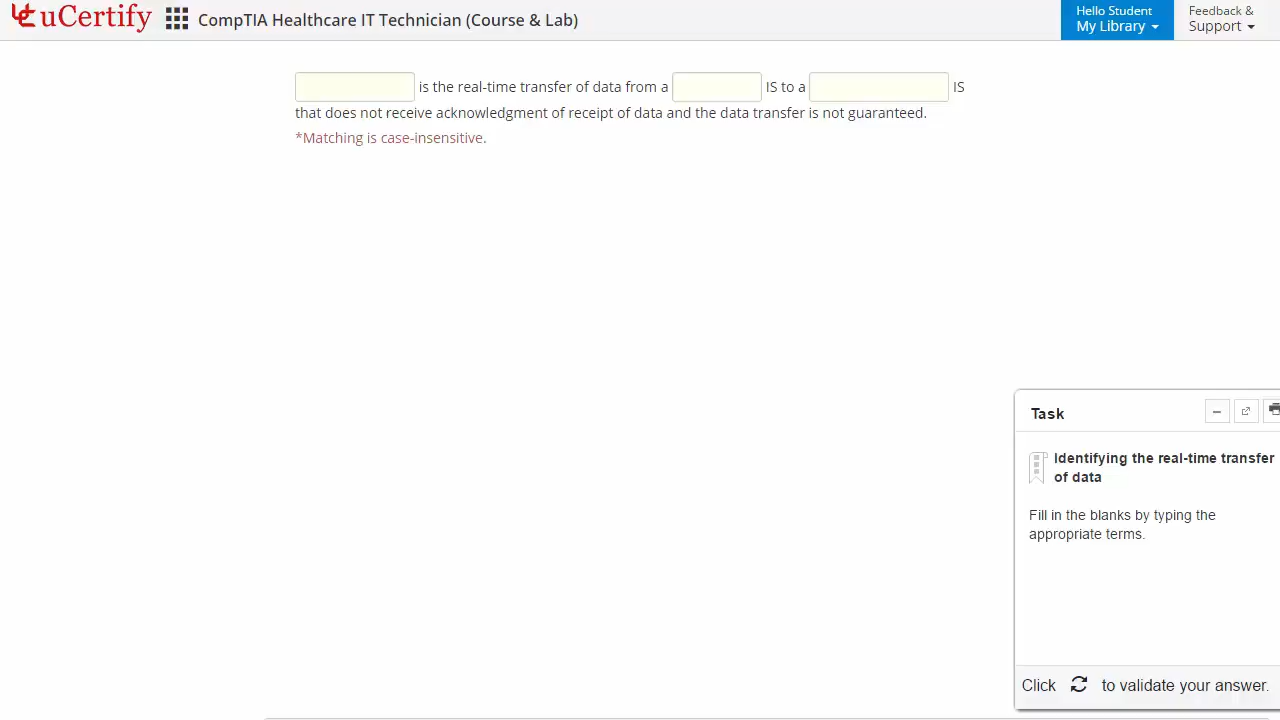 uCertify CompTIA Healthcare IT Technician (Course & Lab) Hello Student Feedback &
My Library Support
is the real-time transfer of data from a IS to a IS
that does not receive acknowledgment of receipt of data and the data transfer is not guaranteed.
*Matching is case-insensitive.
Task
Identifying the real-time transfer
of data
Fill in the blanks by typing the
appropriate terms.
Click to validate your answer.